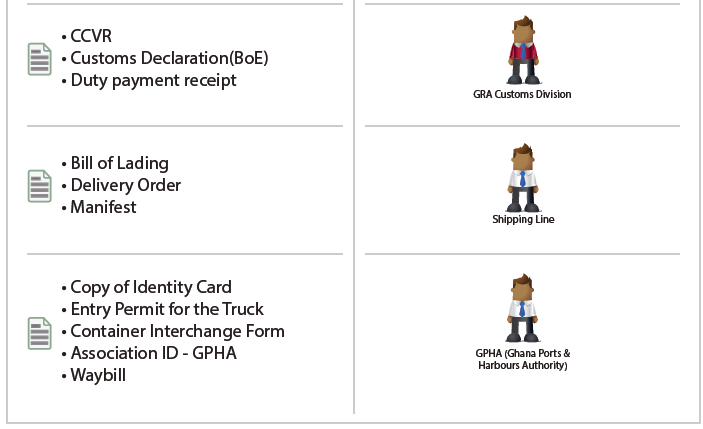 • CCVR
• Customs Declaration(BoE)
• Duty payment receipt
GRA Customs Division
• Bill of Lading
• Delivery Order
• Manifest
Shipping Line
• Copy of Identity Card
• Entry Permit for the Truck
• Container Interchange Form
• Association ID - GPHA
• Waybill
GPHA (Ghana Ports &
Harbours Authority)